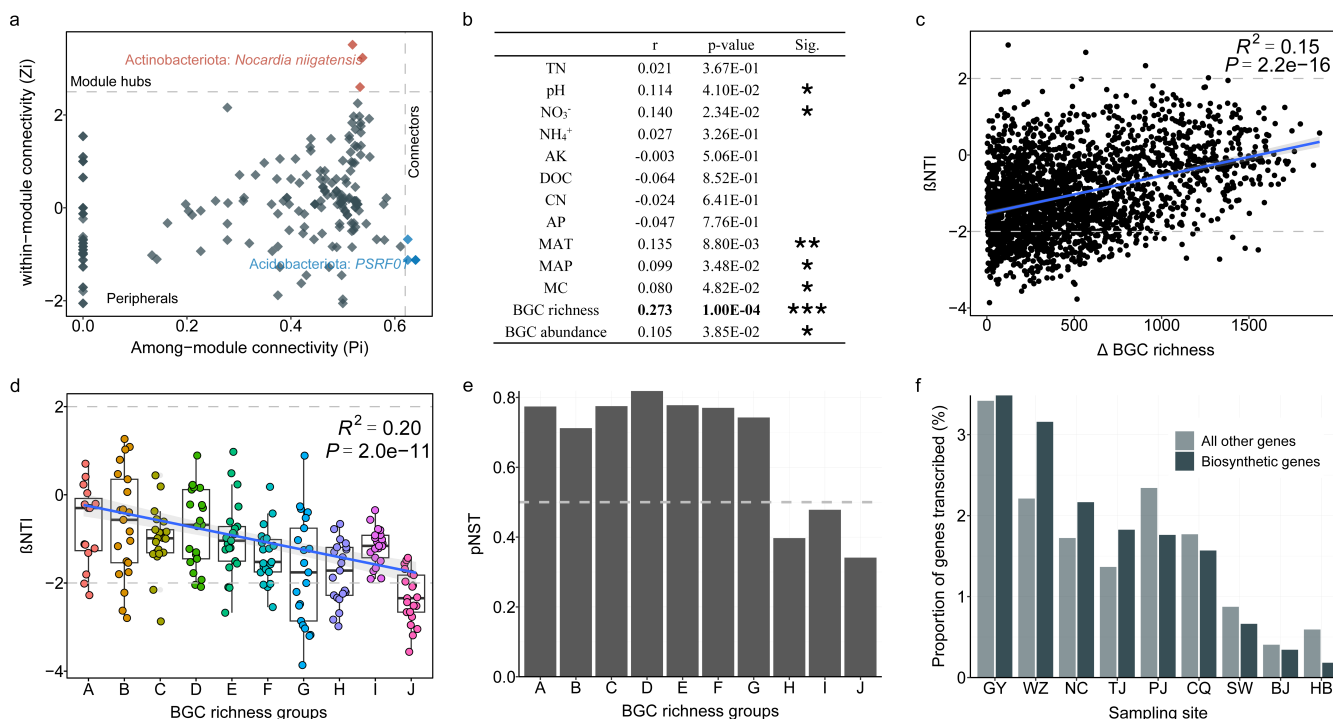 a
Actinobacteriota: Nocardia niigatensis
Module hubs
Connectors
Acidobacteriota: PSRF01
Peripherals
within−module connectivity (Zi)
2
0
−2
0.0
0.2
0.4
0.6
Among−module connectivity (Pi)
b
r p-value Sig.
TN 0.021 3.67E-01
pH 0.114 4.10E-02 *
NO3- 0.140 2.34E-02 *
NH4+ 0.027 3.26E-01
AK -0.003 5.06E-01
DOC -0.064 8.52E-01
CN -0.024 6.41E-01
AP -0.047 7.76E-01
MAT 0.135 8.80E-03 **
MAP 0.099 3.48E-02 *
MC 0.080 4.82E-02 *
BGC richness 0.273 1.00E-04 ***
BGC abundance 0.105 3.85E-02 *
c
R2 = 0.15
P = 2.2e−16
ßNTI
2
0
−2
−4
0
500
1000
1500
Δ BGC richness
d
R2 = 0.20
P = 2.0e−11
ßNTI
2
0
−2
−4
A B C D E F G H I J
BGC richness groups
e
pNST
0.8
0.6
0.4
0.2
0.0
A B C D E F G H I J
BGC richness groups
f
All other genes
Biosynthetic genes
Proportion of genes transcribed (%)
3
2
1
0
GY WZ NC TJ PJ CQ SW BJ HB
Sampling site